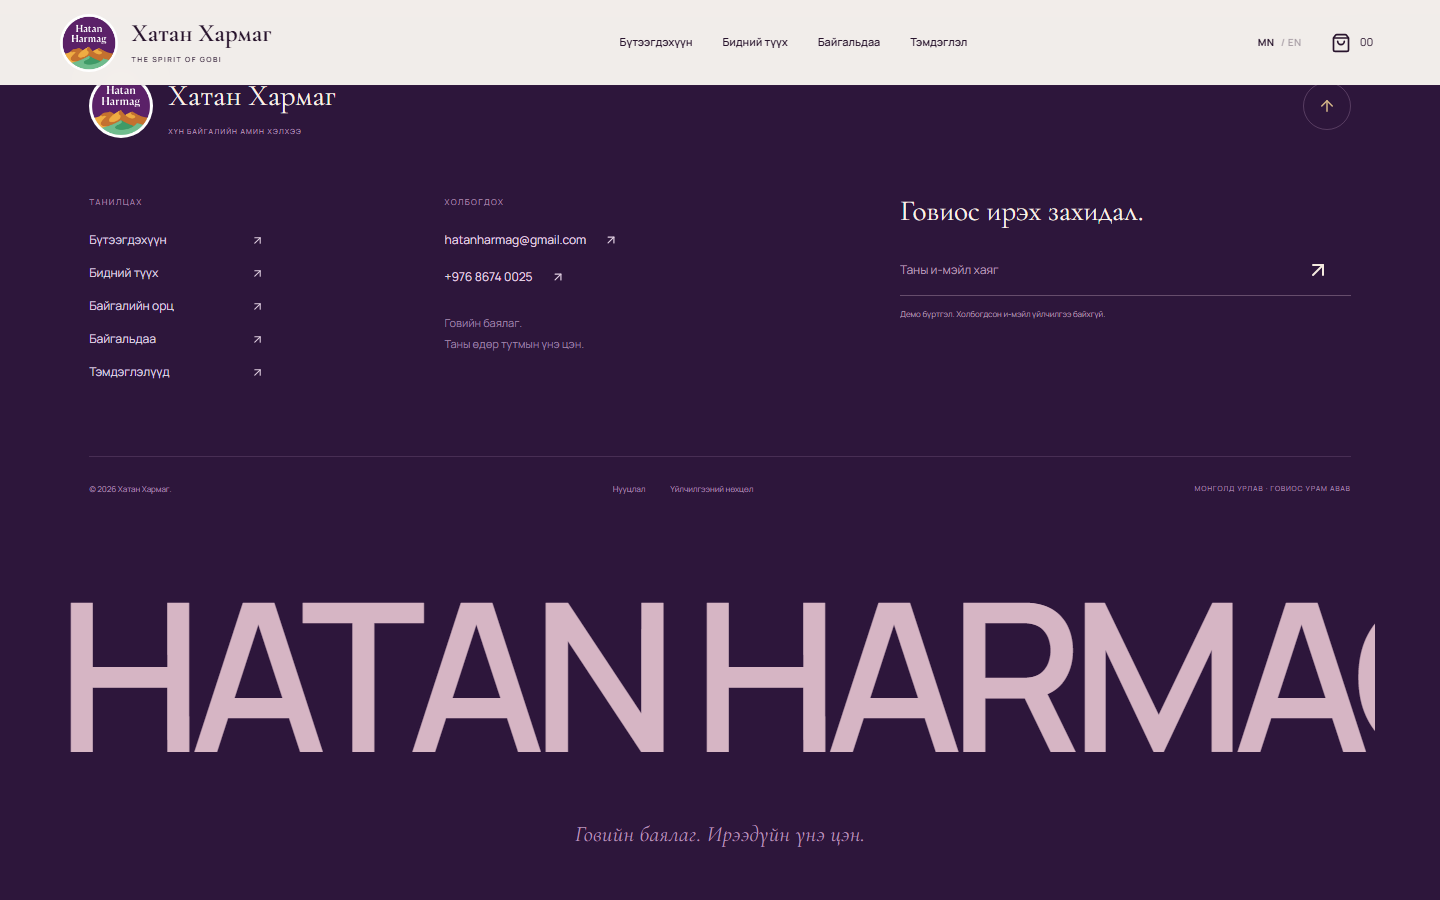 Hatan
Harmag
Хатан Хармаг
THE SPIRIT OF GOBI
Бүтээгдэхүүн
Бидний түүх
Байгальдаа
Тэмдэглэл
MN / EN
00
Hatan
Harmag
Хатан Хармаг
ХҮН БАЙГАЛИЙН АМИН ХЭЛХЭЭ
ТАНИЛЦАХ
Бүтээгдэхүүн
Бидний түүх
Байгалийн орц
Байгальдаа
Тэмдэглэлүүд
ХОЛБОГДОХ
hatanharmag@gmail.com
+976 8674 0025
Говийн баялаг.
Таны өдөр тутмын үнэ цэн.
Говиос ирэх захидал.
Таны и-мэйл хаяг
Демо бүртгэл. Холбогдсон и-мэйл үйлчилгээ байхгүй.
© 2026 Хатан Хармаг.
Нууцлал
Үйлчилгээний нөхцөл
МОНГОЛД УРЛАВ · ГОВИОС УРАМ АВАВ
HATAN HARMAG
Говийн баялаг. Ирээдүйн үнэ цэн.